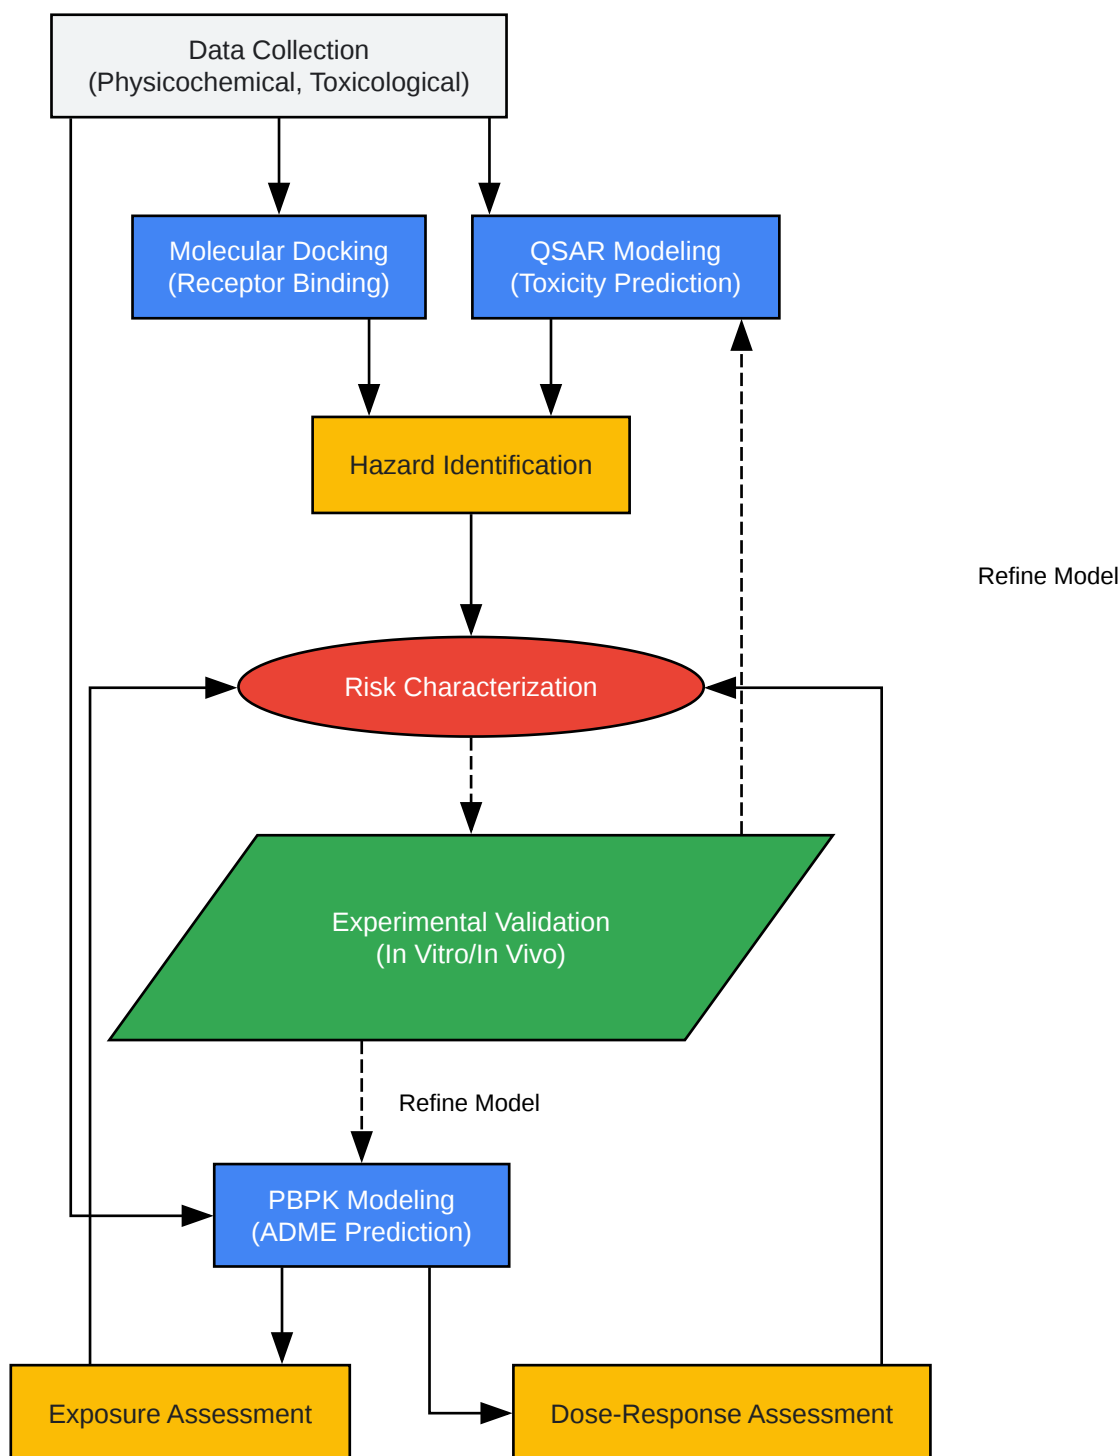 Data Collection
(Physicochemical, Toxicological)
Molecular Docking
(Receptor Binding)
QSAR Modeling
(Toxicity Prediction)
Hazard Identification
Refine Model
Risk Characterization
Experimental Validation
(In Vitro/In Vivo)
Refine Model
PBPK Modeling
(ADME Prediction)
Exposure Assessment
Dose-Response Assessment